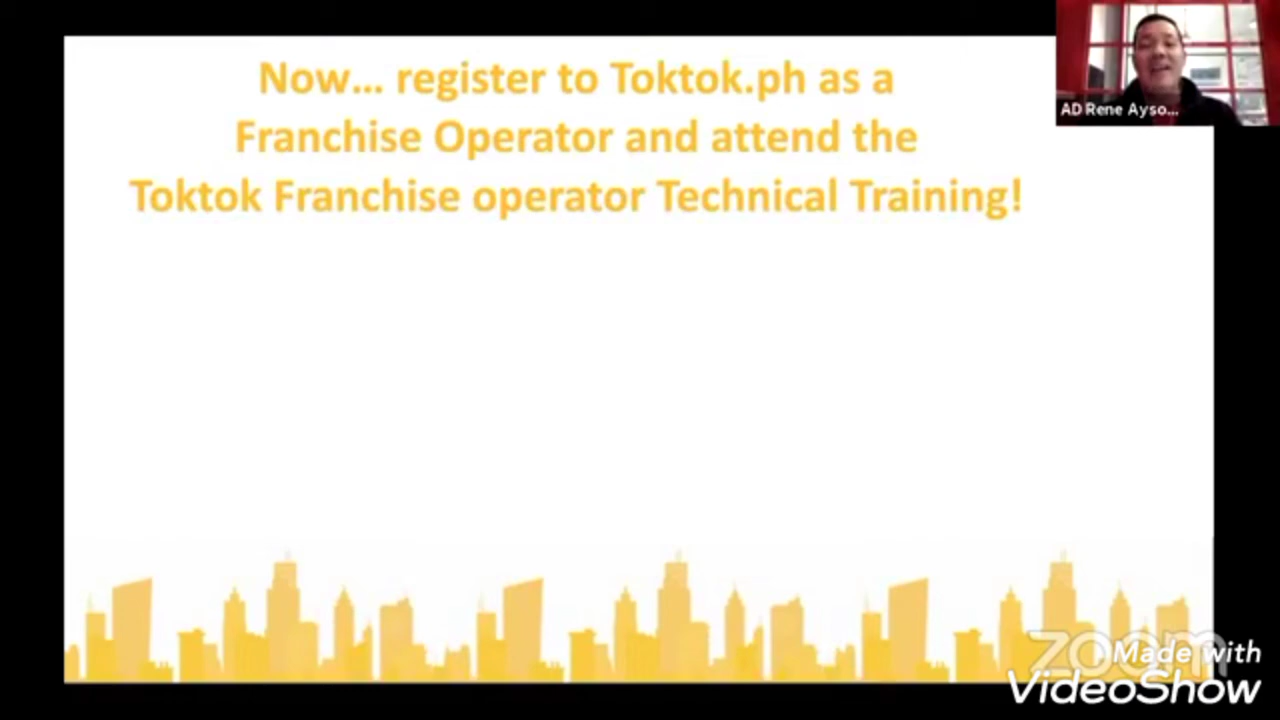 Now... register to Toktok.ph as a
Franchise Operator and attend the
Toktok Franchise operator Technical Training!
AD Rene Ayso...
zoom
Made with
VideoShow